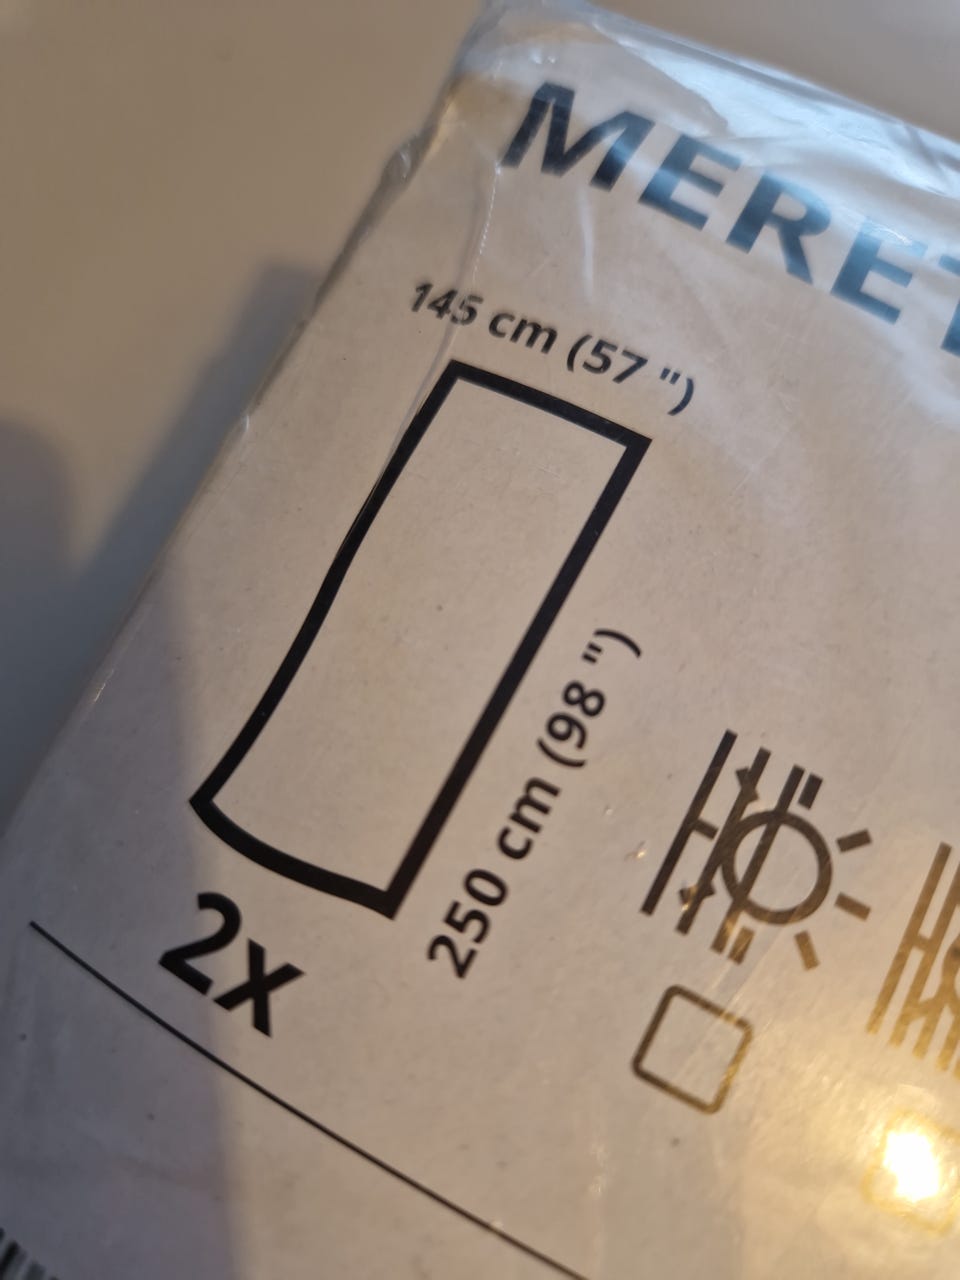 MERET
145 cm (57 ")
250 cm (98 ")
2x